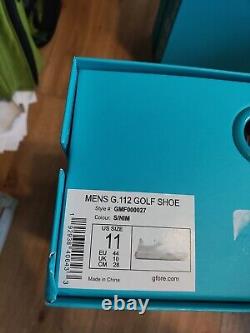 MENS G.112 GOLF SHOE
Style #: GMF000027
Colour: S/NIM
US SIZE
11
EU 44
UK 10
CM 28
Made in China
gfore.com